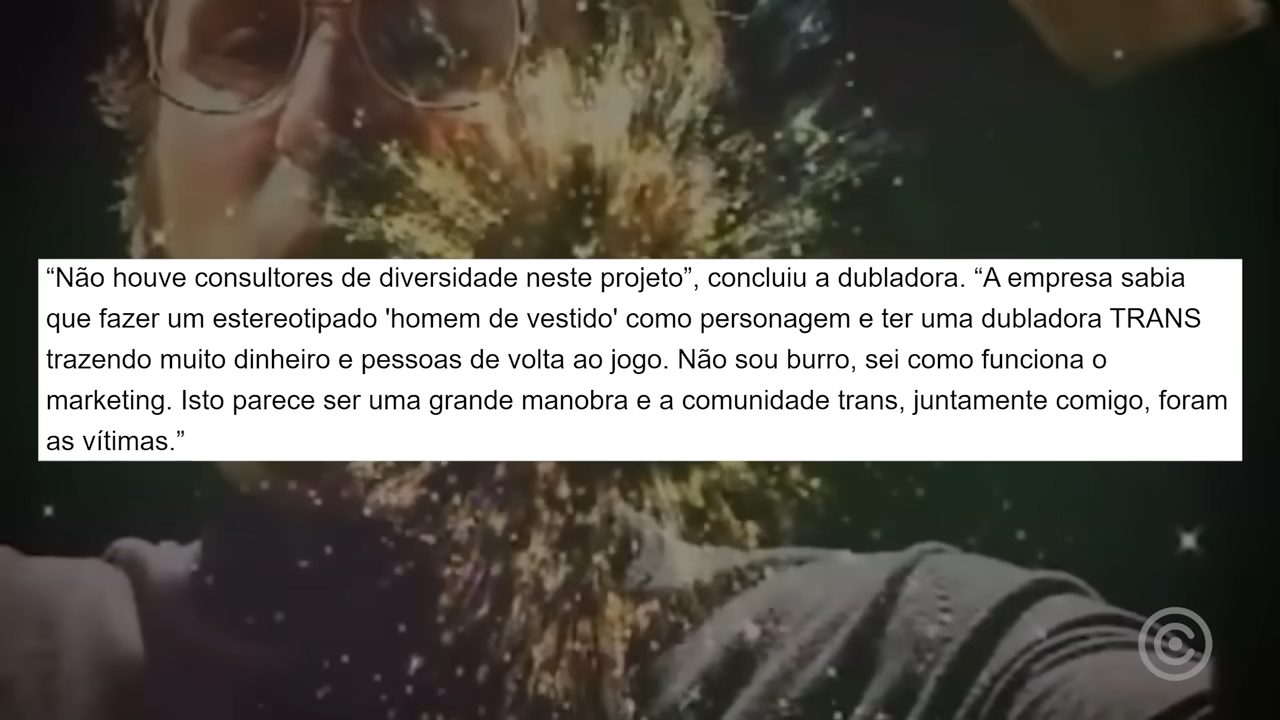 “Não houve consultores de diversidade neste projeto”, concluiu a dubladora. “A empresa sabia
que fazer um estereotipado 'homem de vestido' como personagem e ter uma dubladora TRANS
trazendo muito dinheiro e pessoas de volta ao jogo. Não sou burro, sei como funciona o
marketing. Isto parece ser uma grande manobra e a comunidade trans, juntamente comigo, foram
as vítimas.”